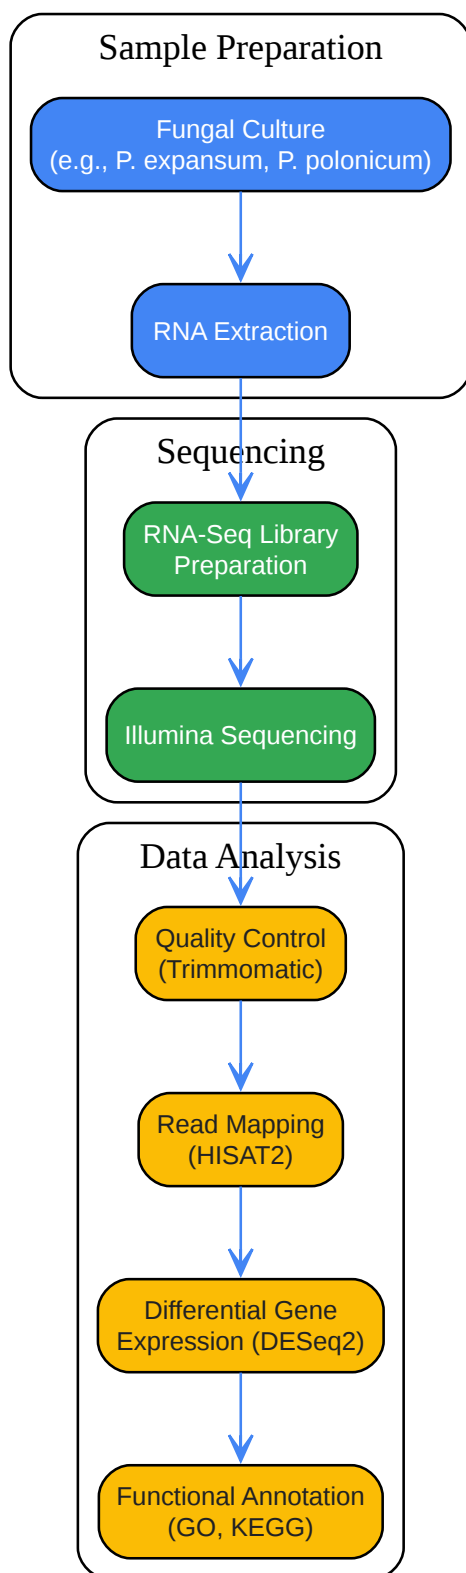 Sample Preparation
Fungal Culture
(e.g., P. expansum, P. polonicum)
RNA Extraction
Sequencing
RNA-Seq Library
Preparation
Illumina Sequencing
Data Analysis
Quality Control
(Trimmomatic)
Read Mapping
(HISAT2)
Differential Gene
Expression (DESeq2)
Functional Annotation
(GO, KEGG)